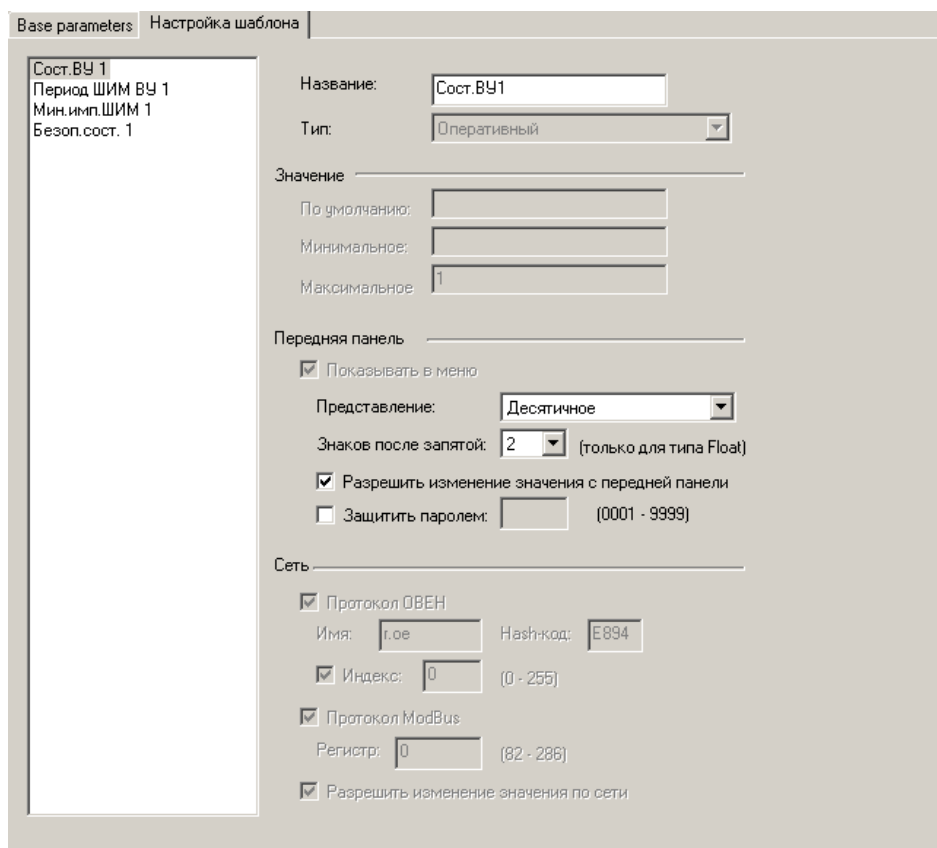 Base parameters Настройка шаблона
Сост.ВУ 1
Период ШИМ ВУ 1
Мин.имп.ШИМ 1
Безоп.сост. 1
Название: Сост.ВУ1
Тип: Оперативный
Значение
По умолчанию:
Минимальное:
Максимальное 1
Передняя панель
Показывать в меню
Представление: Десятичное
Знаков после запятой: 2 (только для типа Float)
Разрешить изменение значения с передней панели
Защитить паролем: (0001 - 9999)
Сеть
Протокол ОВЕН
Имя: r.oe Hash-код: E894
Индекс: 0 (0 - 255)
Протокол ModBus
Регистр: 0 (82 - 286)
Разрешить изменение значения по сети